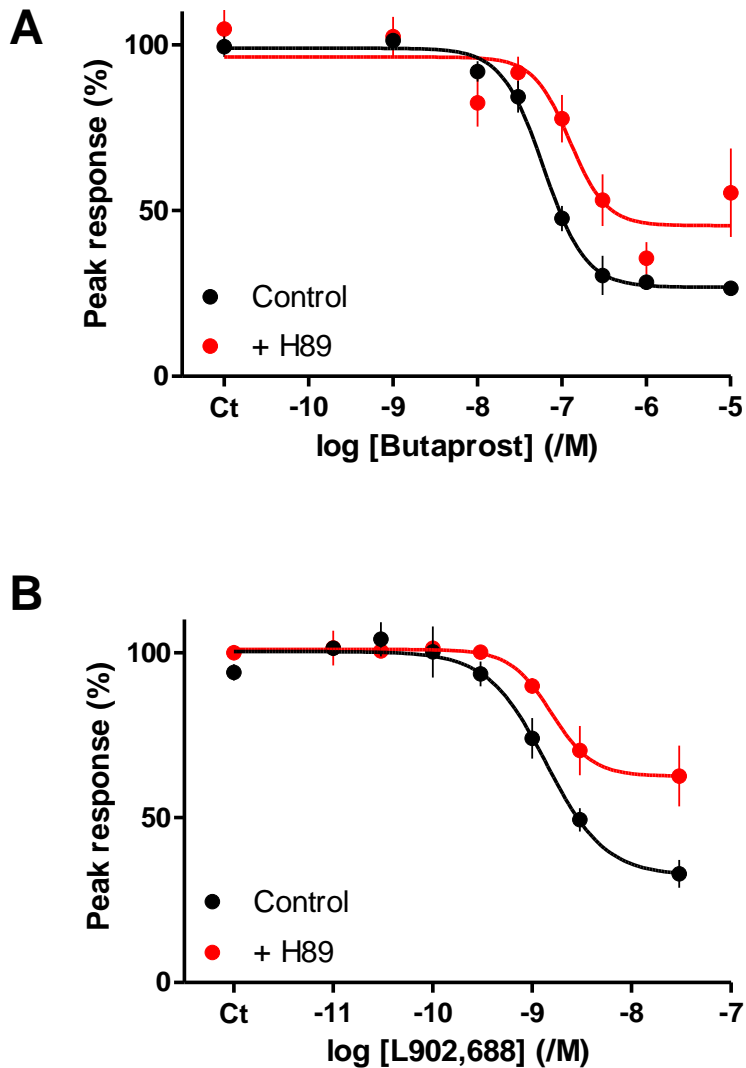 A
Peak response (%)
100
50
0
Control
+ H89
Ct -10 -9 -8 -7 -6 -5
log [Butaprost] (/M)
B
Peak response (%)
100
50
0
Control
+ H89
Ct -11 -10 -9 -8 -7
log [L902,688] (/M)